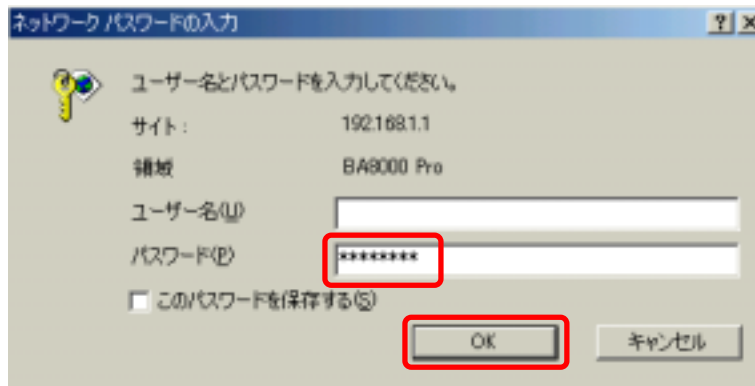 ネットワーク パスワードの入力
ユーザー名とパスワードを入力してください。
サイト: 192.168.1.1
領域 BA8000 Pro
ユーザー名(U)
パスワード(P) ********
このパスワードを保存する(S)
OK キャンセル